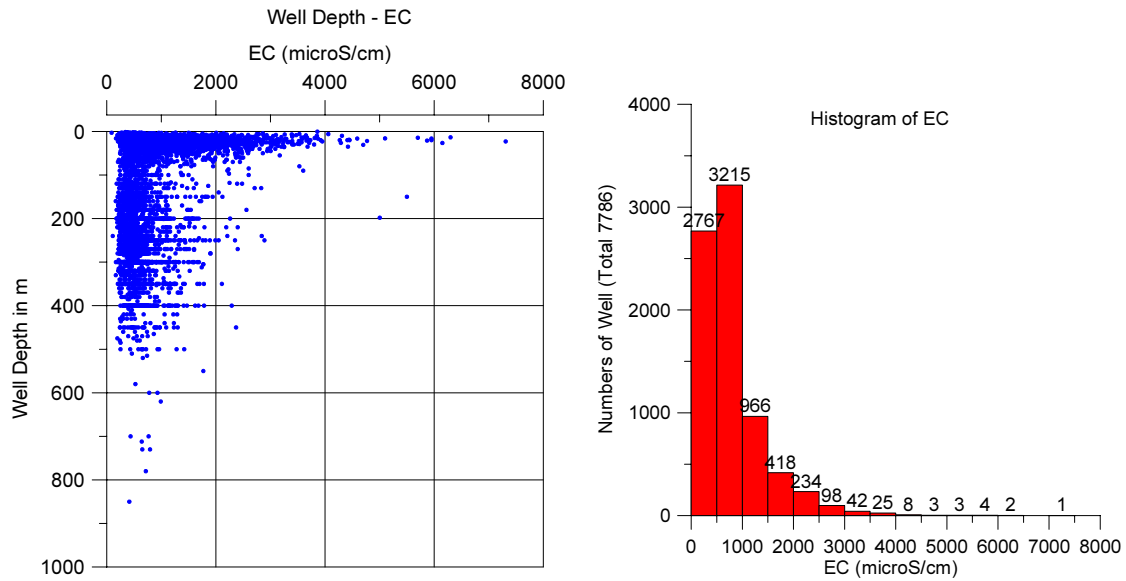 Well Depth - EC
EC (microS/cm)
0 2000 4000 6000 8000
0
200
400
600
800
1000
Well Depth in m
Histogram of EC
4000
3000
2000
1000
0
Numbers of Well (Total 7786)
2767 3215 966 418 234 98 42 25 8 3 3 4 2 1
0 1000 2000 3000 4000 5000 6000 7000 8000
EC (microS/cm)